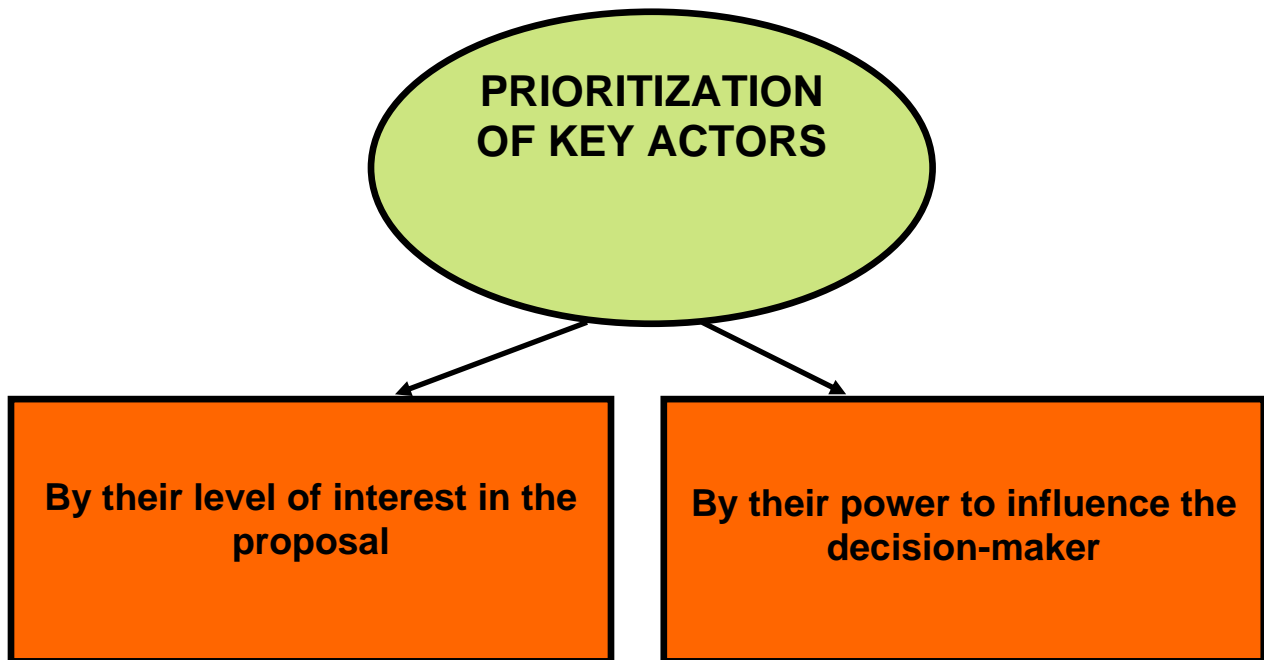 PRIORITIZATION
OF KEY ACTORS
By their level of interest in the
proposal
By their power to influence the
decision-maker